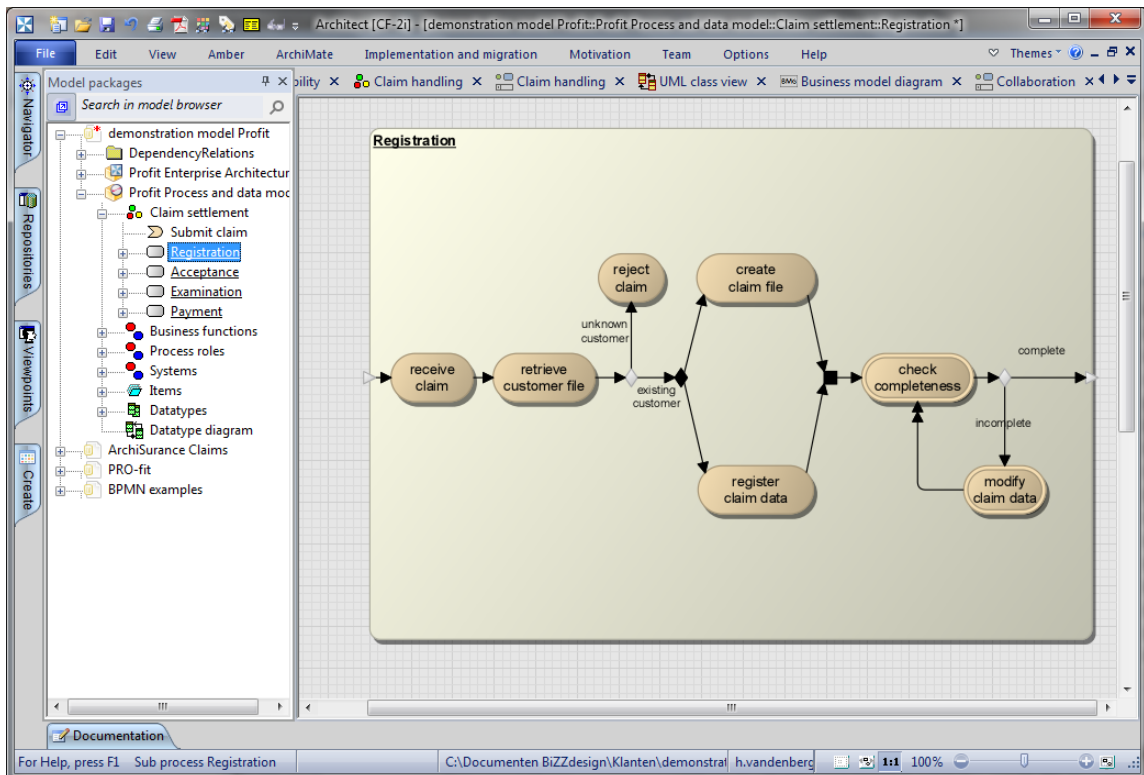 Architect [CF-2i] - [demonstration model Profit::Profit Process and data model::Claim settlement::Registration *]
File Edit View Amber ArchiMate Implementation and migration Motivation Team Options Help Themes
Model packages
bility Claim handling Claim handling UML class view BMo Business model diagram Collaboration
Search in model browser
Navigator
Repositories
Viewpoints
Create
demonstration model Profit
DependencyRelations
Profit Enterprise Architectur
Profit Process and data mod
Claim settlement
Submit claim
Registration
Acceptance
Examination
Payment
Business functions
Process roles
Systems
Items
Datatypes
Datatype diagram
ArchiSurance Claims
PRO-fit
BPMN examples
Registration
receive
claim
retrieve
customer file
unknown
customer
reject
claim
existing
customer
create
claim file
register
claim data
check
completeness
complete
incomplete
modify
claim data
Documentation
For Help, press F1 Sub process Registration C:\Documenten BiZZdesign\Klanten\demonstrat h.vandenberg 1:1 100%